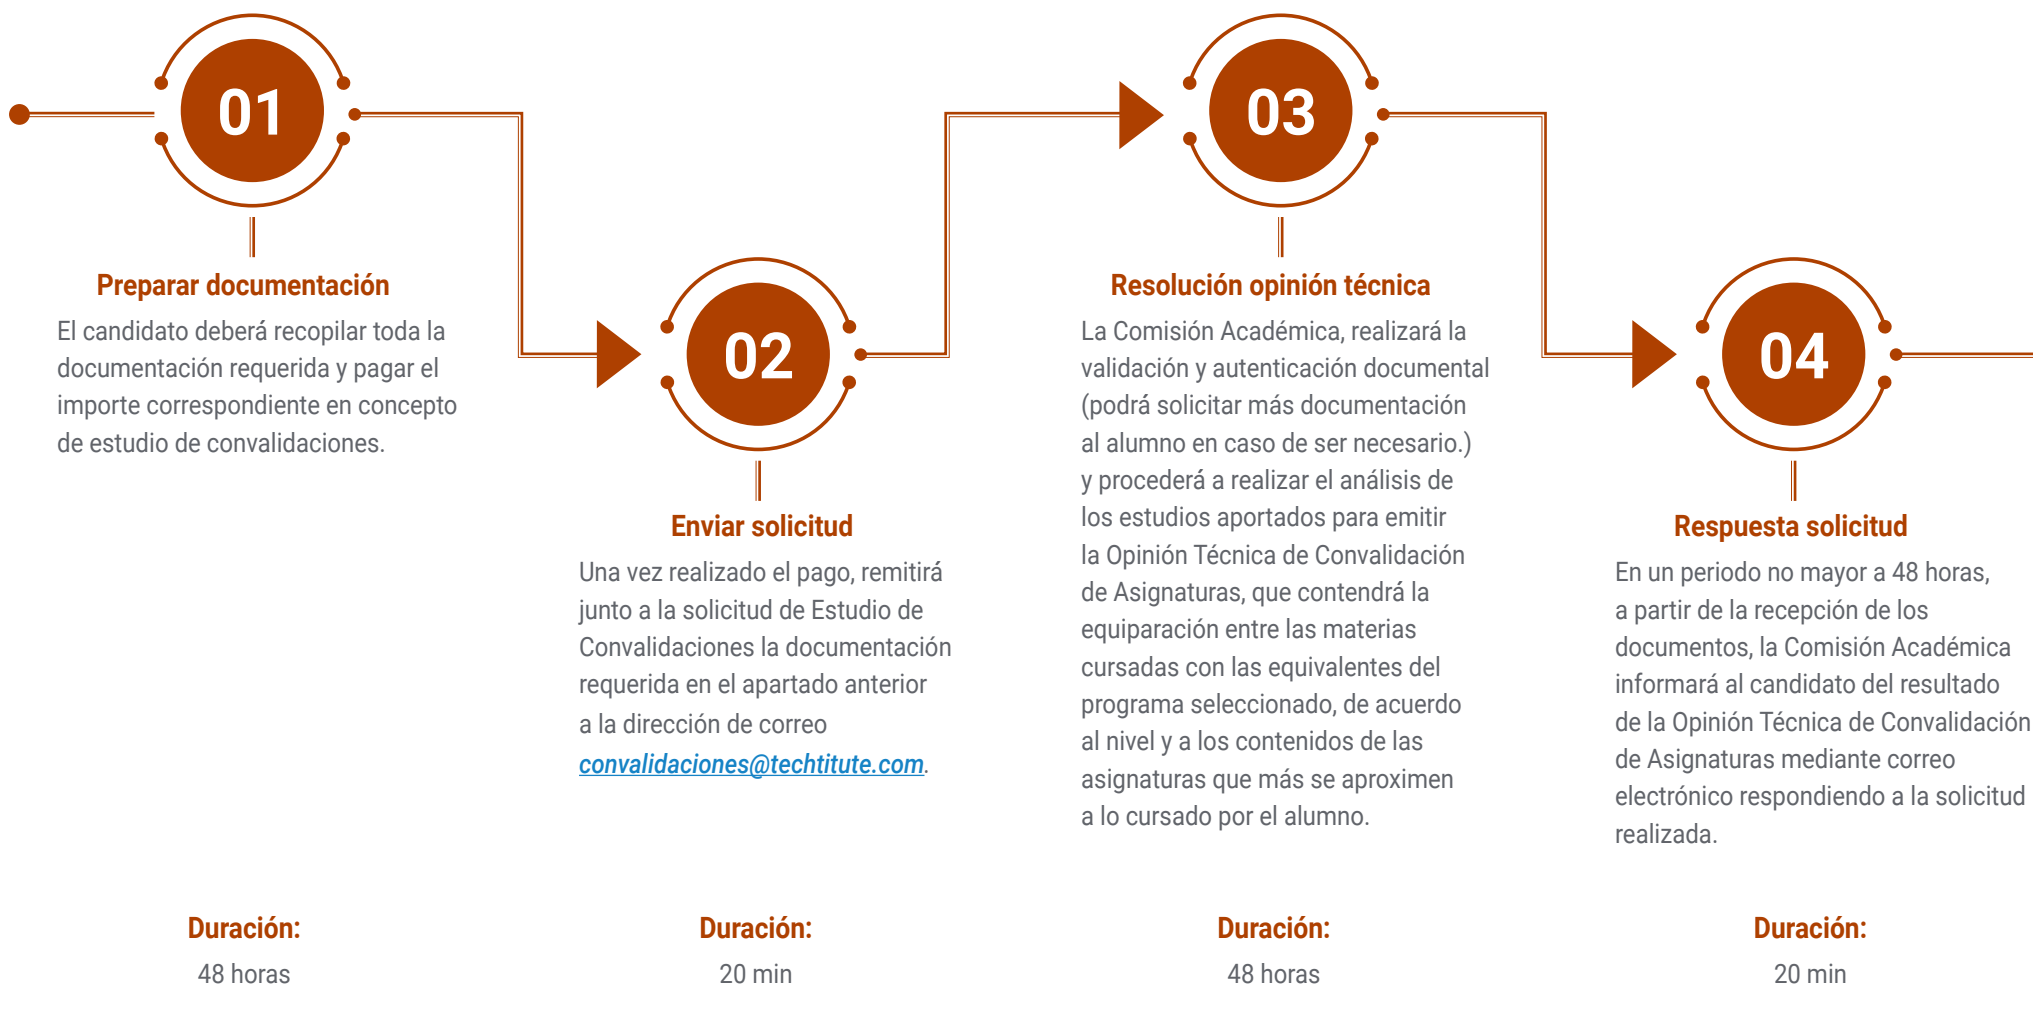 01
Preparar documentación
El candidato deberá recopilar toda la
documentación requerida y pagar el
importe correspondiente en concepto
de estudio de convalidaciones.
Duración:
48 horas
02
Enviar solicitud
Una vez realizado el pago, remitirá
junto a la solicitud de Estudio de
Convalidaciones la documentación
requerida en el apartado anterior
a la dirección de correo
convalidaciones@techtitute.com.
Duración:
20 min
03
Resolución opinión técnica
La Comisión Académica, realizará la
validación y autenticación documental
(podrá solicitar más documentación
al alumno en caso de ser necesario.)
y procederá a realizar el análisis de
los estudios aportados para emitir
la Opinión Técnica de Convalidación
de Asignaturas, que contendrá la
equiparación entre las materias
cursadas con las equivalentes del
programa seleccionado, de acuerdo
al nivel y a los contenidos de las
asignaturas que más se aproximen
a lo cursado por el alumno.
Duración:
48 horas
04
Respuesta solicitud
En un periodo no mayor a 48 horas,
a partir de la recepción de los
documentos, la Comisión Académica
informará al candidato del resultado
de la Opinión Técnica de Convalidación
de Asignaturas mediante correo
electrónico respondiendo a la solicitud
realizada.
Duración:
20 min